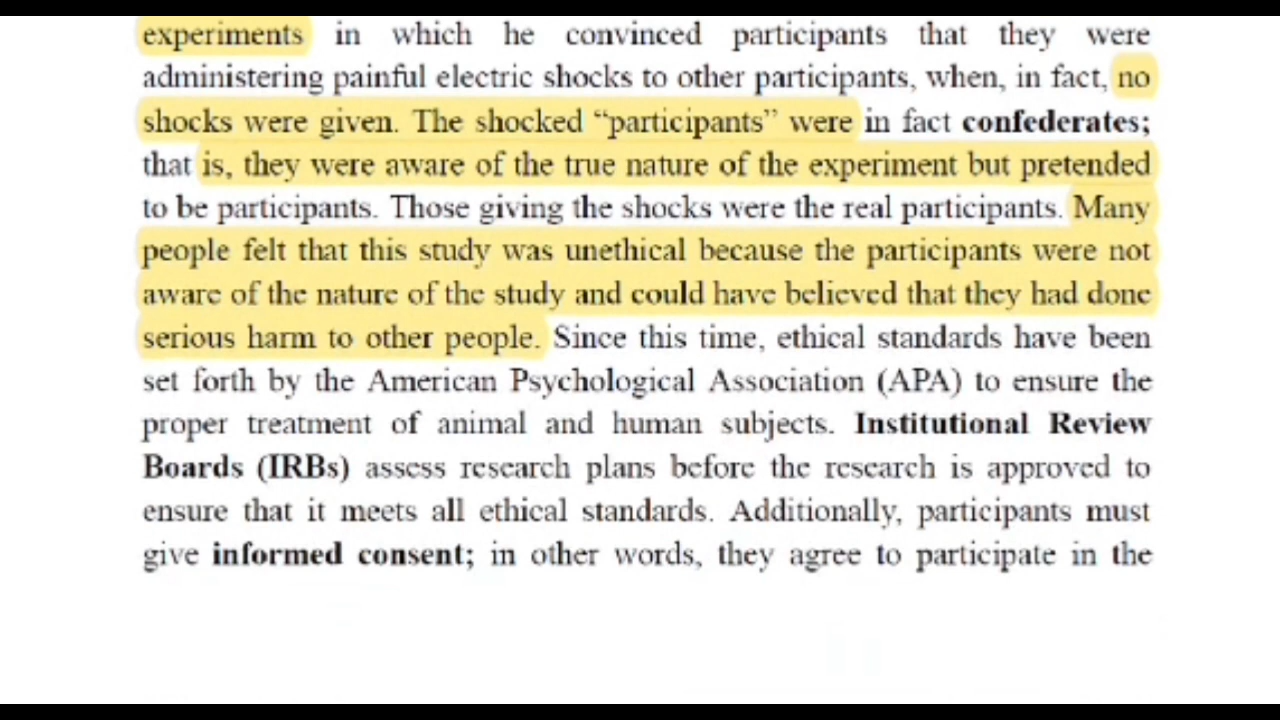 experiments in which he convinced participants that they were
administering painful electric shocks to other participants, when, in fact, no
shocks were given. The shocked “participants” were in fact confederates;
that is, they were aware of the true nature of the experiment but pretended
to be participants. Those giving the shocks were the real participants. Many
people felt that this study was unethical because the participants were not
aware of the nature of the study and could have believed that they had done
serious harm to other people. Since this time, ethical standards have been
set forth by the American Psychological Association (APA) to ensure the
proper treatment of animal and human subjects. Institutional Review
Boards (IRBs) assess research plans before the research is approved to
ensure that it meets all ethical standards. Additionally, participants must
give informed consent; in other words, they agree to participate in the